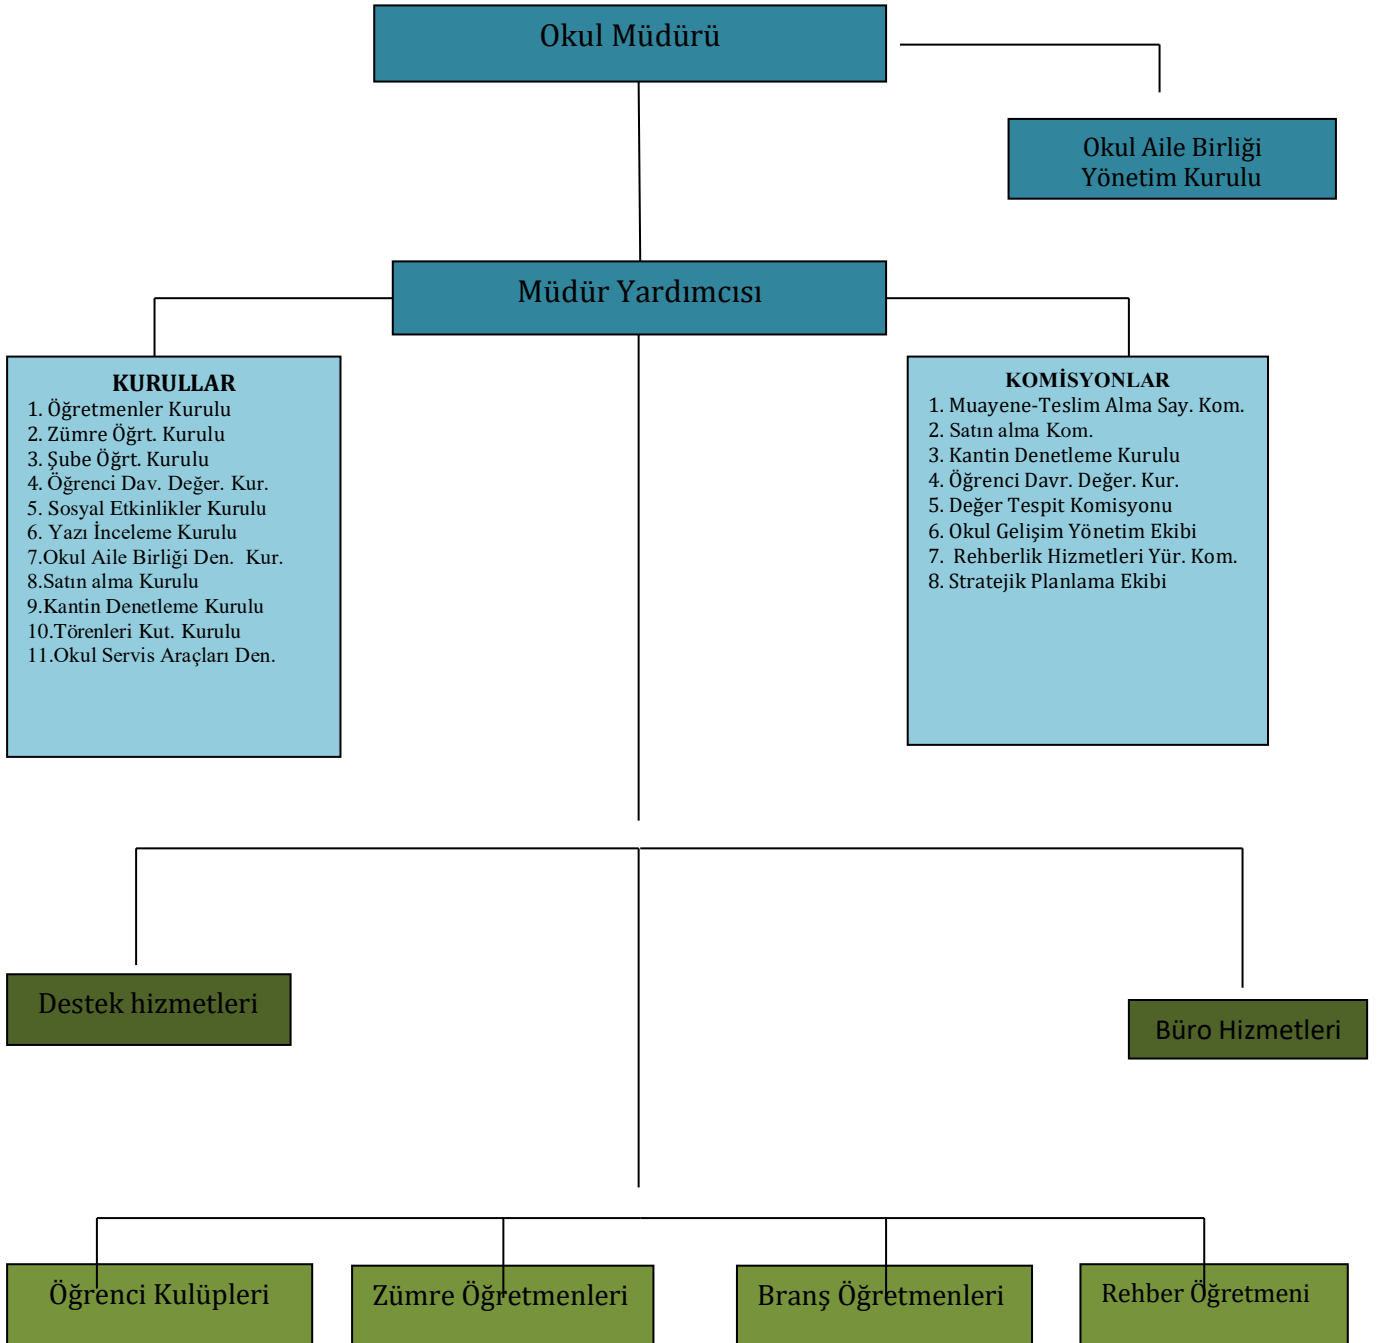 Okul Müdürü
Okul Aile Birliği
Yönetim Kurulu
Müdür Yardımcısı
KURULLAR
1. Öğretmenler Kurulu
2. Zümre Öğrt. Kurulu
3. Şube Öğrt. Kurulu
4. Öğrenci Dav. Değer. Kur.
5. Sosyal Etkinlikler Kurulu
6. Yazı İnceleme Kurulu
7.Okul Aile Birliği Den. Kur.
8.Satın alma Kurulu
9.Kantin Denetleme Kurulu
10.Törenleri Kut. Kurulu
11.Okul Servis Araçları Den.
KOMİSYONLAR
1. Muayene-Teslim Alma Say. Kom.
2. Satın alma Kom.
3. Kantin Denetleme Kurulu
4. Öğrenci Davr. Değer. Kur.
5. Değer Tespit Komisyonu
6. Okul Gelişim Yönetim Ekibi
7. Rehberlik Hizmetleri Yür. Kom.
8. Stratejik Planlama Ekibi
Destek hizmetleri
Büro Hizmetleri
Öğrenci Kulüpleri
Zümre Öğretmenleri
Branş Öğretmenleri
Rehber Öğretmeni